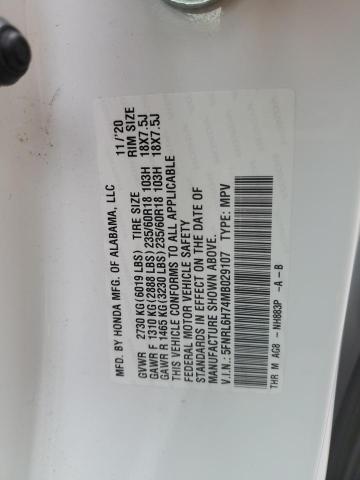 MFD. BY HONDA MFG. OF ALABAMA, LLC 11/'20
TIRE SIZE RIM SIZE
GVWR 2730 KG(6019 LBS)
GAWR F 1310 KG(2888 LBS) 235/60R18 103H 18X7.5J
GAWR R 1465 KG(3230 LBS) 235/60R18 103H 18X7.5J
THIS VEHICLE CONFORMS TO ALL APPLICABLE
FEDERAL MOTOR VEHICLE SAFETY
STANDARDS IN EFFECT ON THE DATE OF
MANUFACTURE SHOWN ABOVE.
V.I.N.: 5FNRL6H74MB029107 TYPE: MPV
THR M AG8 - NH883P -A -B